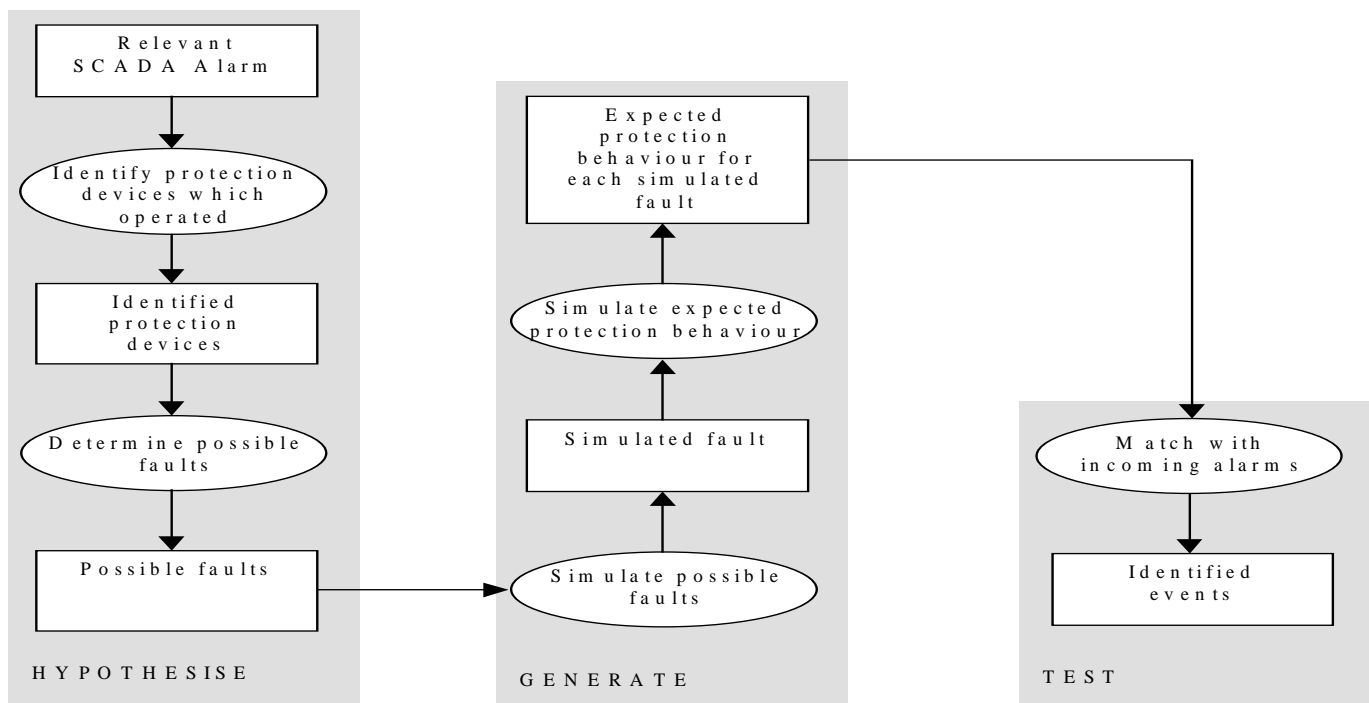 Relevant
SCADA Alarm
Identify protection
devices which
operated
Identified
protection
devices
Determine possible
faults
Possible faults
HYPOTHESISE
Expected
protection
behaviour for
each simulated
fault
Simulate expected
protection behaviour
Simulated fault
Simulate possible
faults
GENERATE
Match with
incoming alarms
Identified
events
TEST